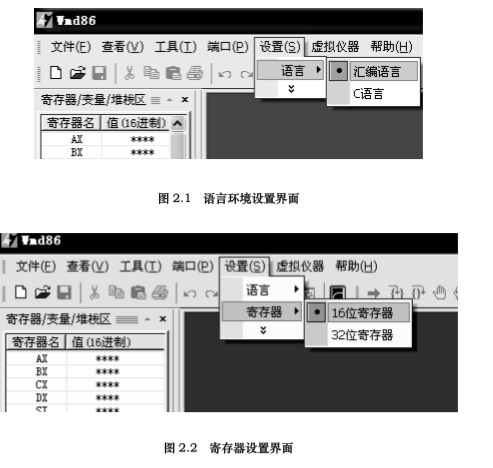 Wmd86
文件(F) 查看(V) 工具(T) 端口(P) 设置(S) 虚拟仪器 帮助(H)
语言 汇编语言
C语言
寄存器/变量/堆栈区
寄存器名 值(16进制)
AX ****
BX ****
图 2.1 语言环境设置界面
Wmd86
文件(F) 查看(V) 工具(T) 端口(P) 设置(S) 虚拟仪器 帮助(H)
语言
寄存器 16位寄存器
32位寄存器
寄存器/变量/堆栈区
寄存器名 值(16进制)
AX ****
BX ****
CX ****
DX ****
SI ****
图 2.2 寄存器设置界面